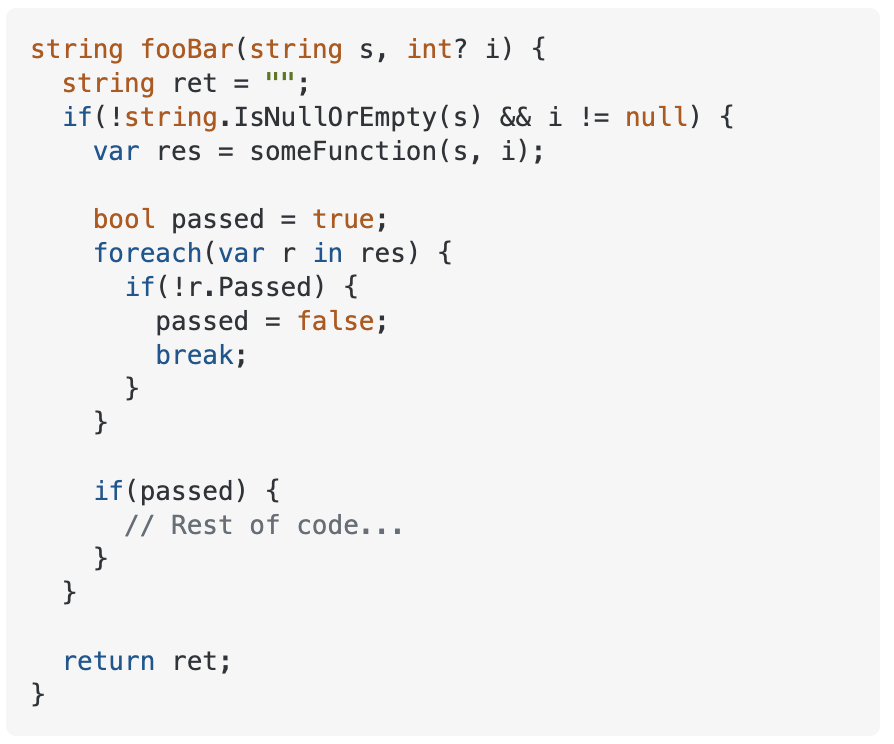 string fooBar(string s, int? i) {
  string ret = "";
  if(!string.IsNullOrEmpty(s) && i != null) {
    var res = someFunction(s, i);

    bool passed = true;
    foreach(var r in res) {
      if(!r.Passed) {
        passed = false;
        break;
      }
    }

    if(passed) {
      // Rest of code...
    }
  }

  return ret;
}